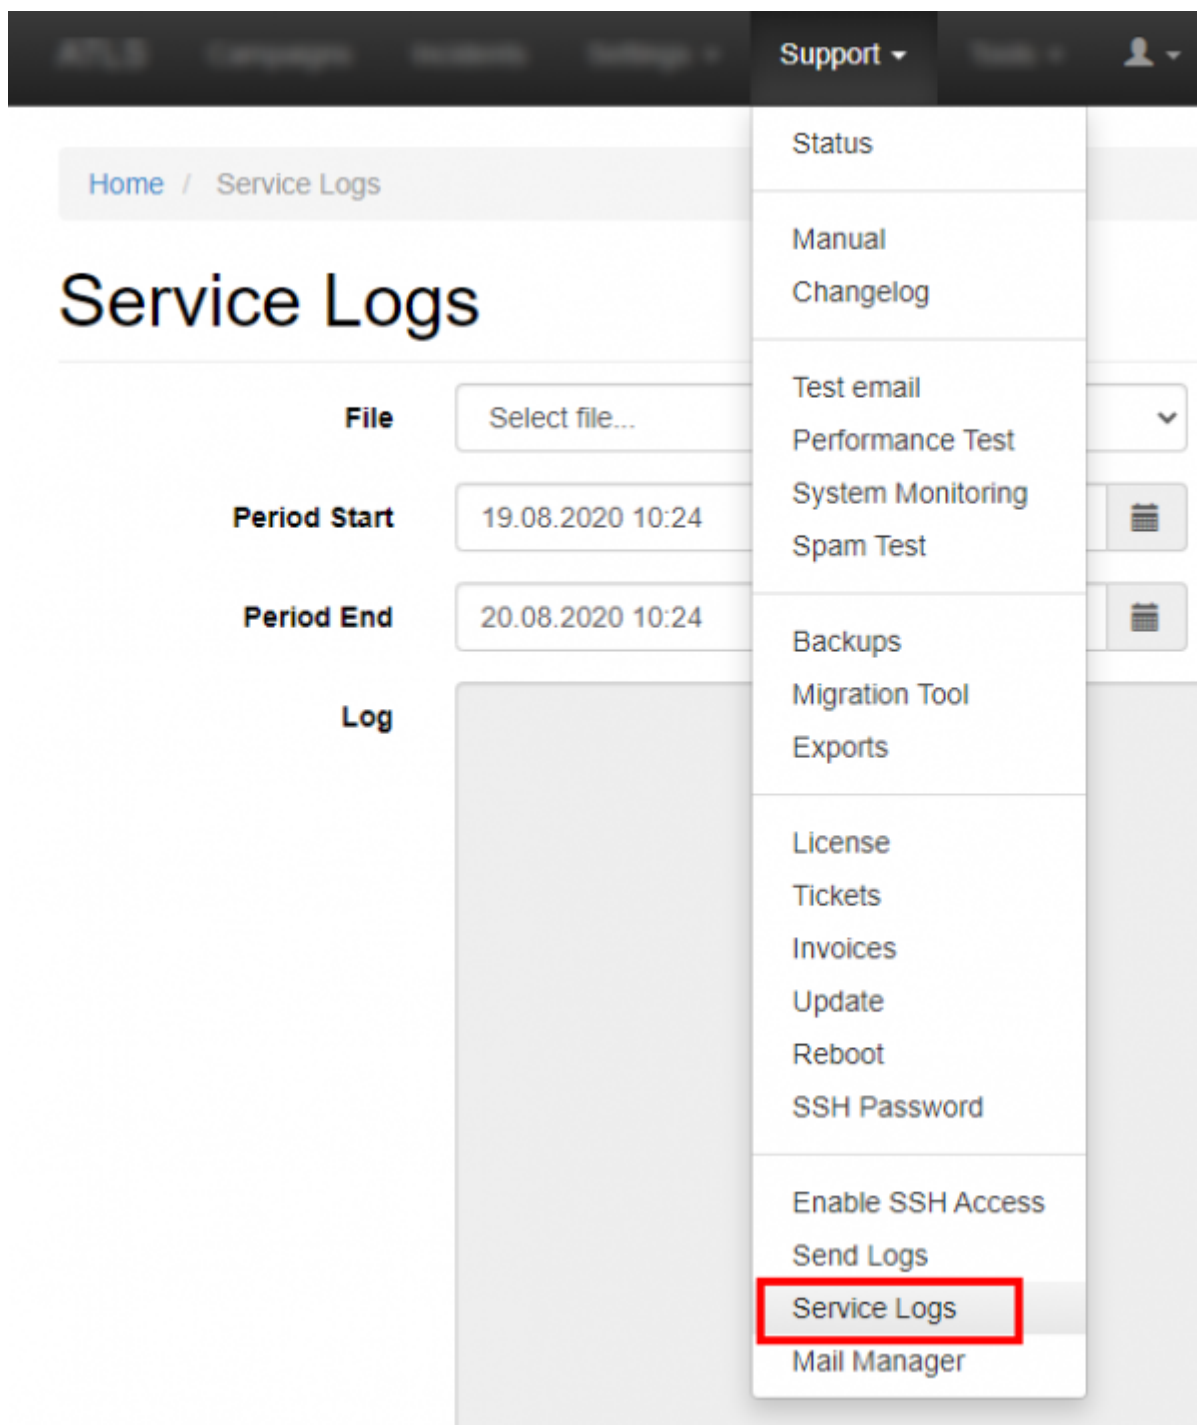 Support
Home / Service Logs
Service Logs
File
Select file...
Period Start
19.08.2020 10:24
Period End
20.08.2020 10:24
Log
Status
Manual
Changelog
Test email
Performance Test
System Monitoring
Spam Test
Backups
Migration Tool
Exports
License
Tickets
Invoices
Update
Reboot
SSH Password
Enable SSH Access
Send Logs
Service Logs
Mail Manager